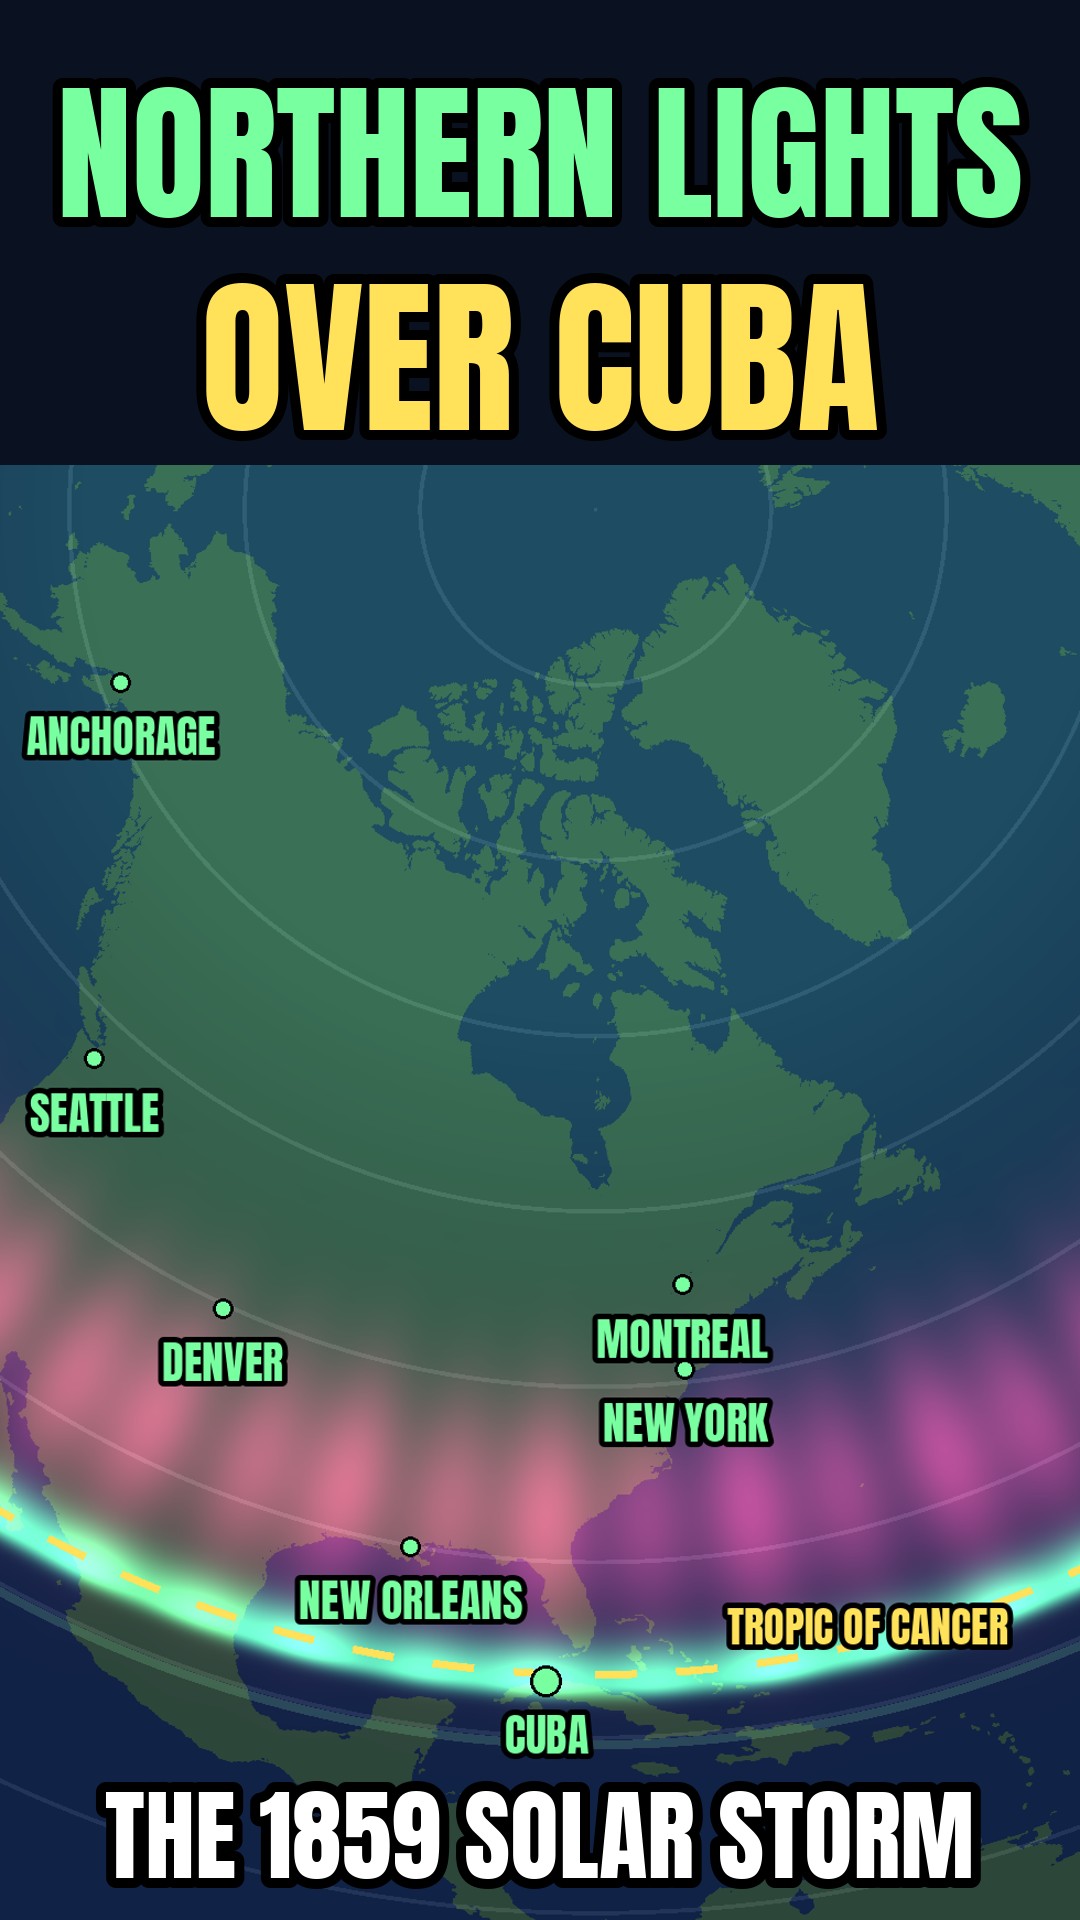 NORTHERN LIGHTS
OVER CUBA
ANCHORAGE
SEATTLE
DENVER
MONTREAL
NEW YORK
NEW ORLEANS
TROPIC OF CANCER
CUBA
THE 1859 SOLAR STORM